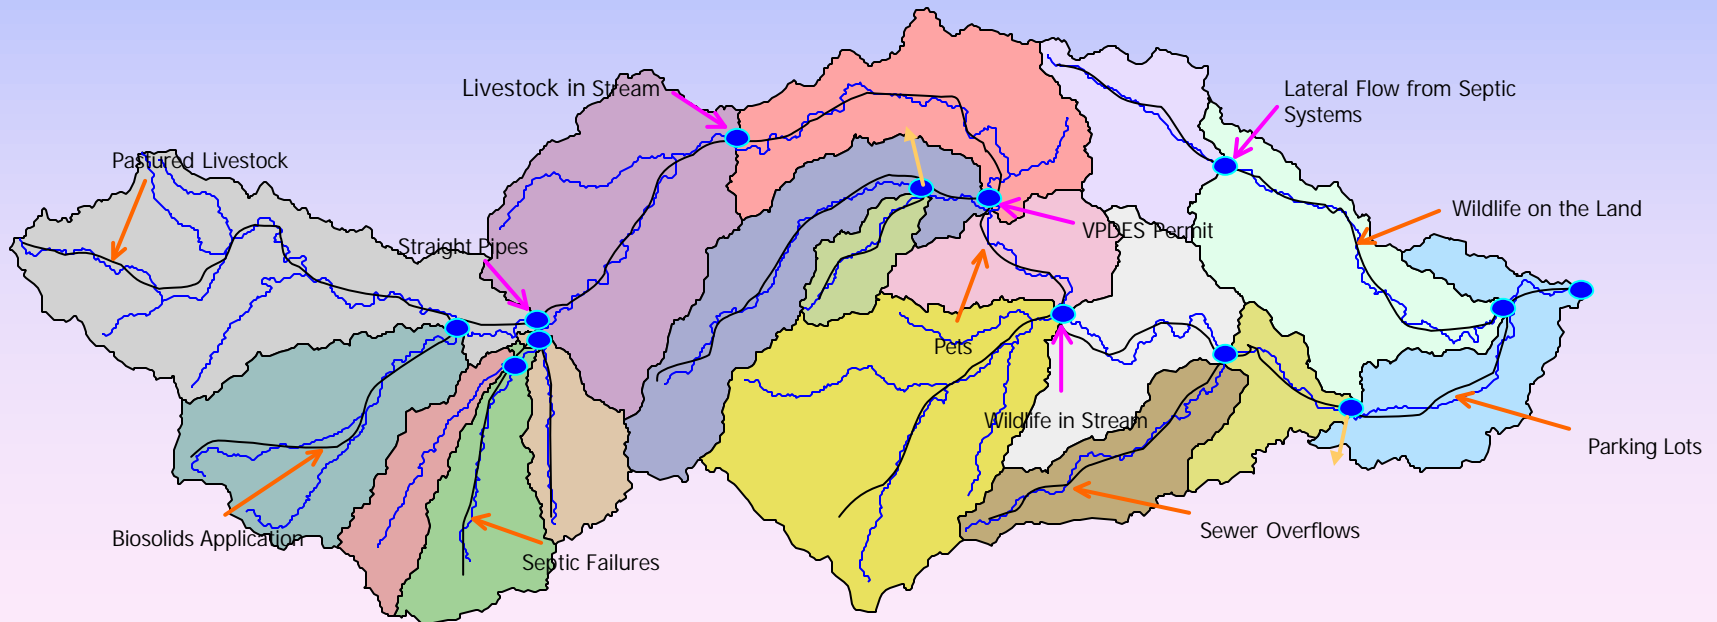 Livestock in Stream
Lateral Flow from Septic
Systems
Pastured Livestock
Wildlife on the Land
VPDES Permit
Straight Pipes
Pets
Wildlife in Stream
Parking Lots
Sewer Overflows
Biosolids Application
Septic Failures